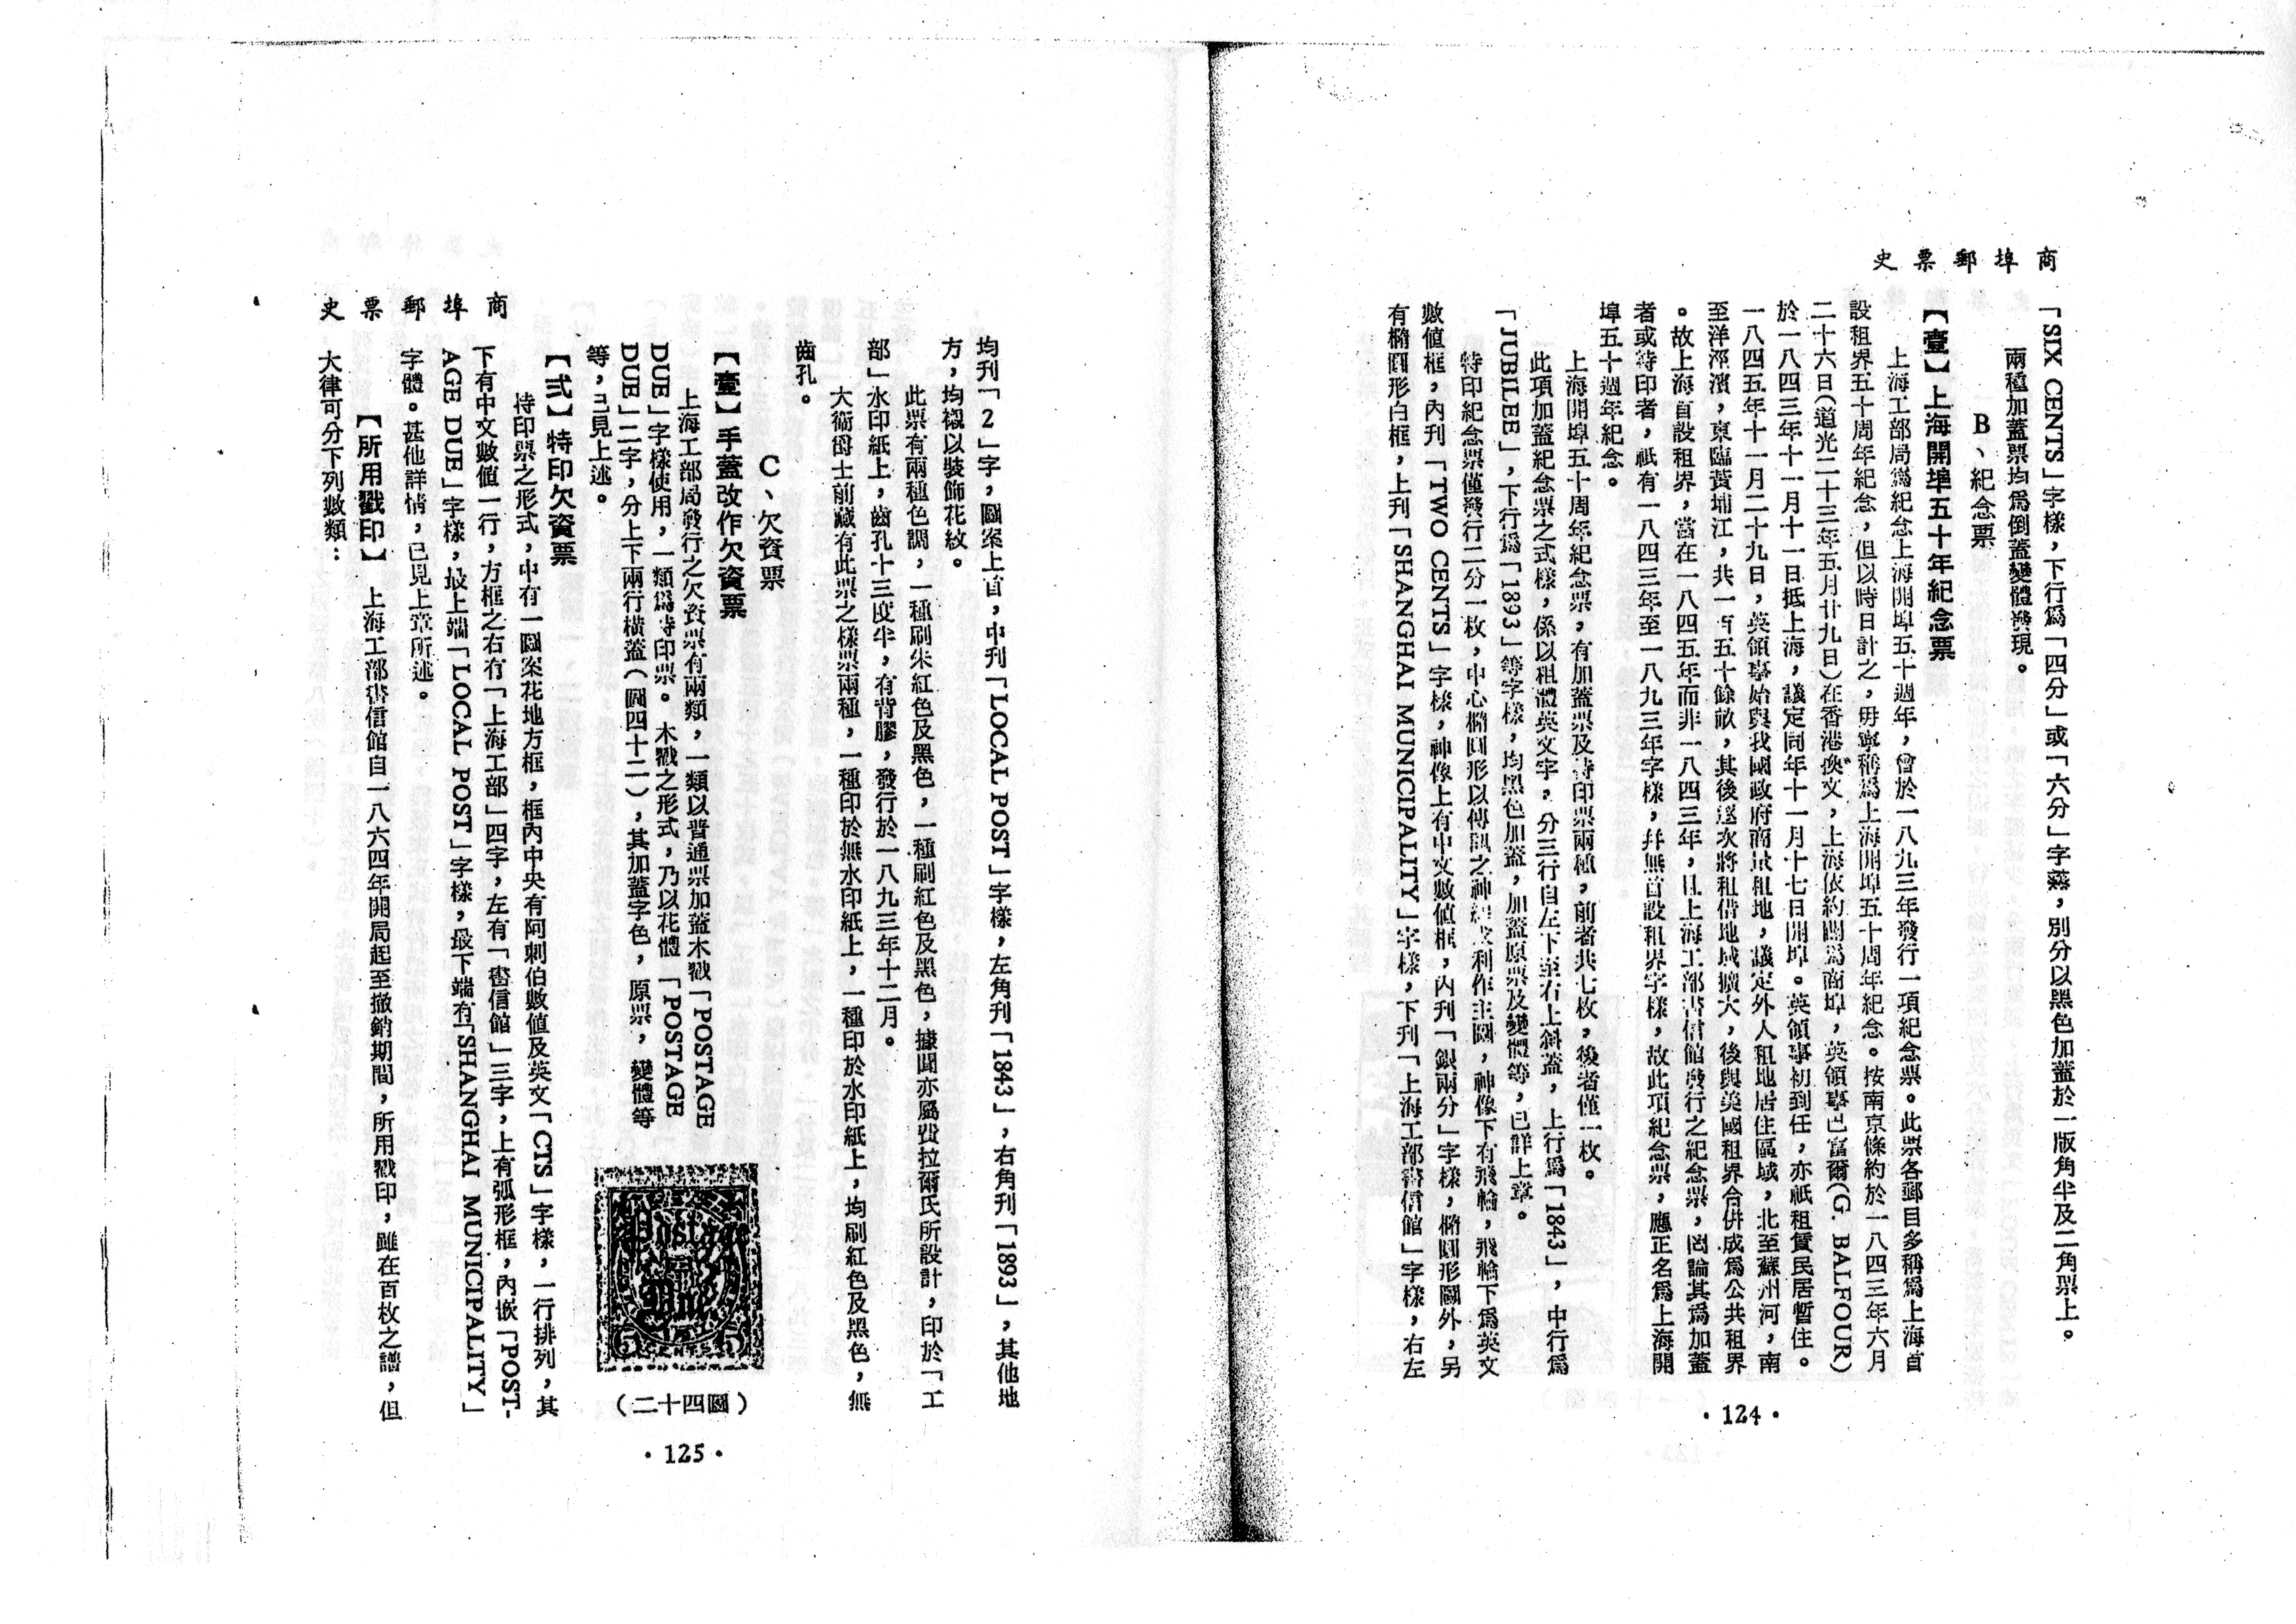 商埠郵票史
「SIX CENTS」字樣，下行爲「四分」或「六分」字樣，別分以黑色加蓋於一版角半及二角票上。
兩種加蓋票均爲倒蓋變體發現。
B、紀念票
【壹】上海開埠五十年紀念票
上海工部局爲紀念上海開埠五十週年，曾於一八九三年發行一項紀念票。此票各郵目多稱爲上海首
設租界五十周年紀念，但以時日計之，毋寧稱爲上海開埠五十周年紀念。按南京條約於一八四三年六月
二十六日（道光二十三年五月廿九日）在香港換文，上海依約開爲商埠，英領事巴富爾（G. BALFOUR）
於一八四三年十一月十一日抵上海，議定同年十一月十七日開埠。英領事初到任，亦祇租賃民居暫住。
一八四五年十一月二十九日，英領事始與我國政府商量租地，議定外人租地居住區域，北至蘇州河，南
至洋涇濱，東臨黃埔江，共一百五十餘畝，其後逐次將租借地域擴大，後與美國租界合併成爲公共租界
。故上海首設租界，當在一八四五年而非一八四三年，且上海工部書信館發行之紀念票，罔論其爲加蓋
者或特印者，祇有一八四三年至一八九三年字樣，幷無首設租界字樣，故此項紀念票，應正名爲上海開
埠五十週年紀念。
上海開埠五十周年紀念票，有加蓋票及特印票兩種，前者共七枚，後者僅一枚。
此項加蓋紀念票之式樣，係以粗體英文字，分三行自左下至右上斜蓋，上行爲「1843」，中行爲
「JUBILEE」，下行爲「1893」等字樣，均黑色加蓋，加蓋原票及變體等，已詳上章。
特印紀念票僅發行二分一枚，中心橢圓形以傳訊之神 利作主圖，神像下有飛輪，飛輪下爲英文
數值框，內刊「TWO CENTS」字樣，神像上有中文數值框，內刊「銀兩分」字樣，橢圓形圖外，另
有橢圓形白框，上刊「SHANGHAI MUNICIPALITY」字樣，下刊「上海工部書信館」字樣，右左
・124・
均刊「2」字，圖案上首，中刊「LOCAL POST」字樣，左角刊「1843」，右角刊「1893」，其他地
方，均襯以裝飾花紋。
此票有兩種色調，一種刷朱紅色及黑色，一種刷紅色及黑色，據聞亦屬費拉爾氏所設計，印於「工
部」水印紙上，齒孔十三度半，有背膠，發行於一八九三年十二月。
大衛爵士前藏有此票之樣票兩種，一種印於無水印紙上，一種印於水印紙上，均刷紅色及黑色，無
齒孔。
C、欠資票
【壹】手蓋改作欠資票
上海工部局發行之欠資票有兩類，一類以普通票加蓋木戳「POSTAGE
DUE」字樣使用，一類爲特印票。木戳之形式，乃以花體「POSTAGE
DUE」二字，分上下兩行橫蓋（圖四十二），其加蓋字色，原票，變體等
等，已見上述。
Postage
Due
5 5
（圖四十二）
【弍】特印欠資票
特印票之形式，中有一圖案花地方框，框內中央有阿剌伯數值及英文「CTS」字樣，一行排列，其
下有中文數值一行，方框之右有「上海工部」四字，左有「書信館」三字，上有弧形框，內嵌「POST-
AGE DUE」字樣，最上端「LOCAL POST」字樣，最下端有「SHANGHAI MUNICIPALITY」
字體。甚他詳情，已見上章所述。
【所用戳印】 上海工部書信館自一八六四年開局起至撤銷期間，所用戳印，雖在百枚之譜，但
大律可分下列數類：
商埠郵票史
・125・